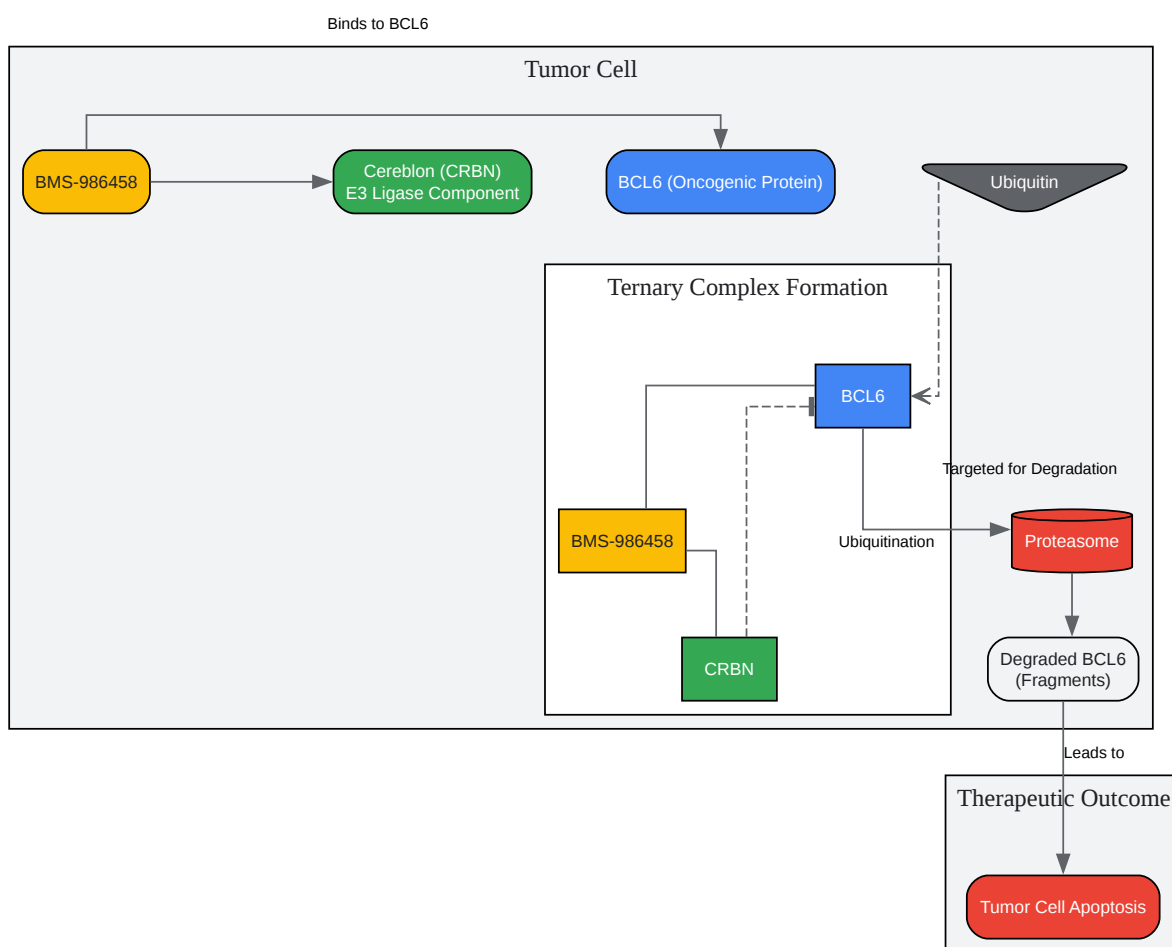 Binds to BCL6
Tumor Cell
BMS-986458
Cereblon (CRBN)
E3 Ligase Component
BCL6 (Oncogenic Protein)
Ubiquitin
Ternary Complex Formation
BCL6
Targeted for Degradation
BMS-986458
Ubiquitination
Proteasome
CRBN
Degraded BCL6
(Fragments)
Leads to
Therapeutic Outcome
Tumor Cell Apoptosis